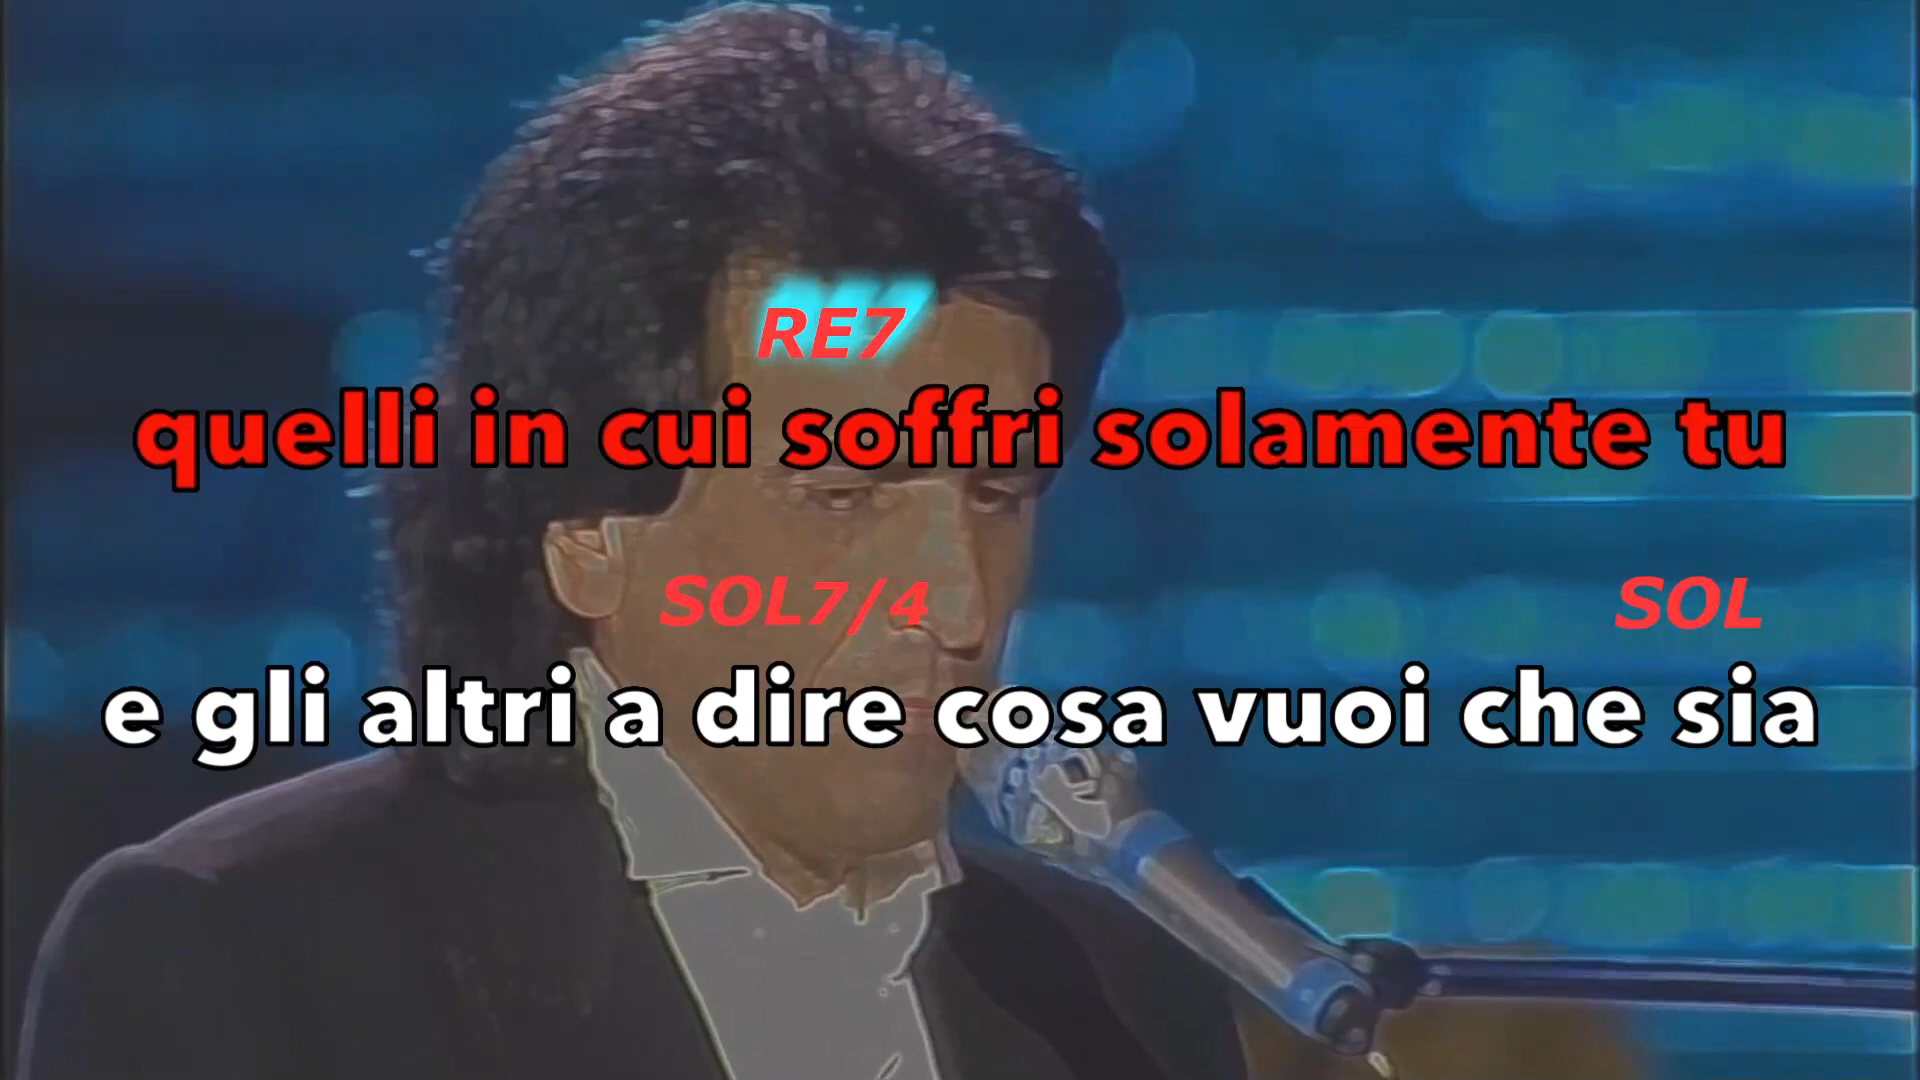 RE7
quelli in cui soffri solamente tu
SOL7/4 SOL
e gli altri a dire cosa vuoi che sia